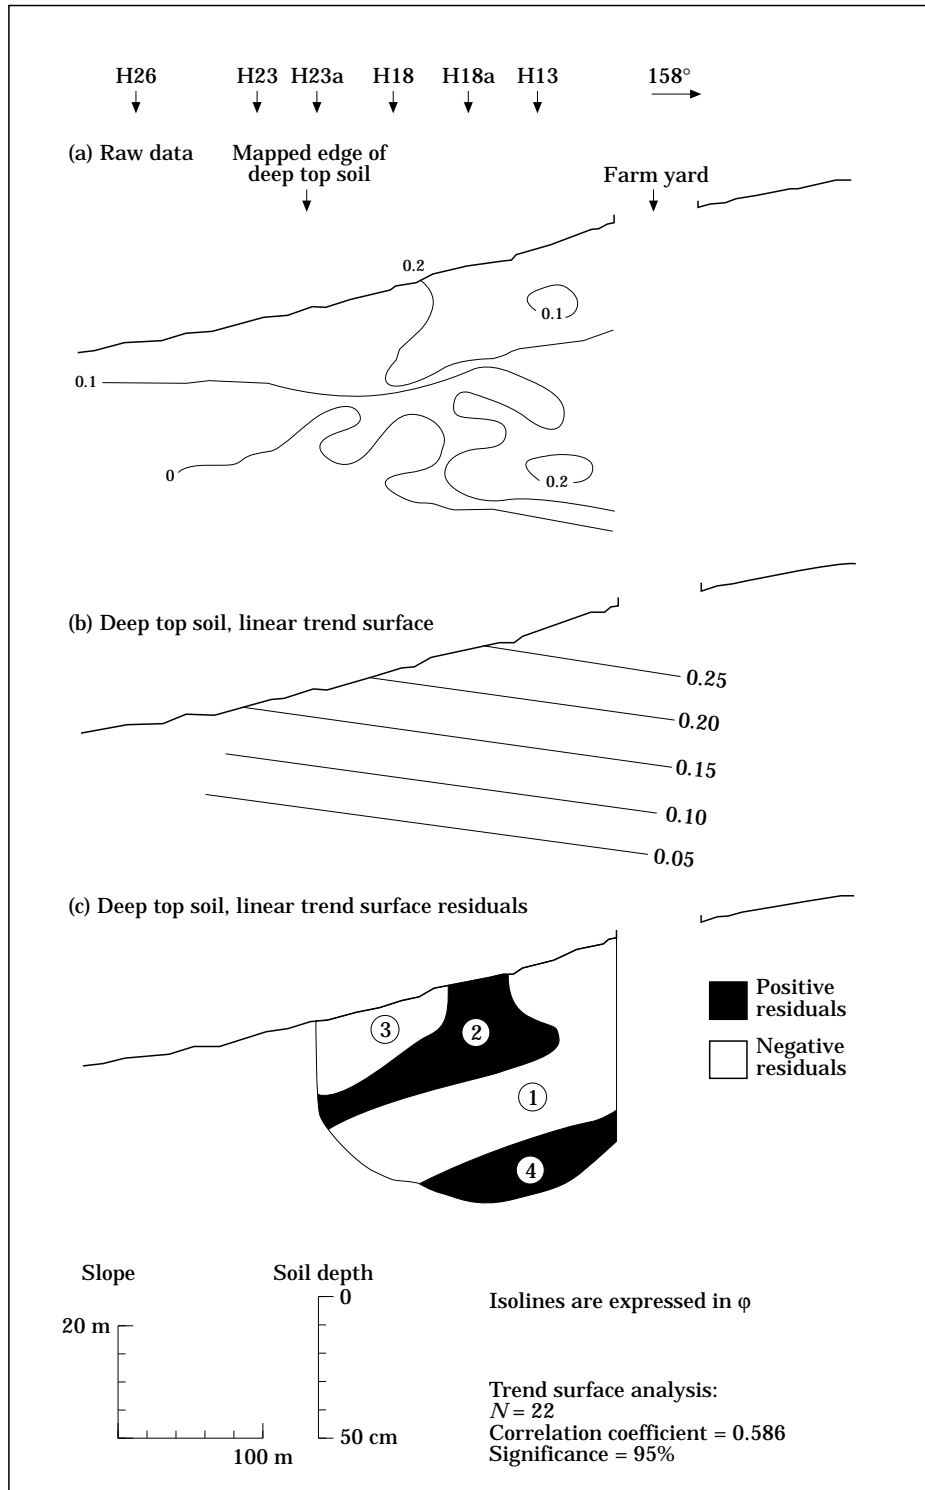 H26 H23 H23a H18 H18a H13 158°
(a) Raw data
Mapped edge of
deep top soil
Farm yard
0.2
0.1
0.1
0
0.2
(b) Deep top soil, linear trend surface
0.25
0.20
0.15
0.10
0.05
(c) Deep top soil, linear trend surface residuals
Positive
residuals
Negative
residuals
3
2
1
4
Slope
Soil depth
0
20 m
50 cm
100 m
Isolines are expressed in φ
Trend surface analysis:
N = 22
Correlation coefficient = 0.586
Significance = 95%